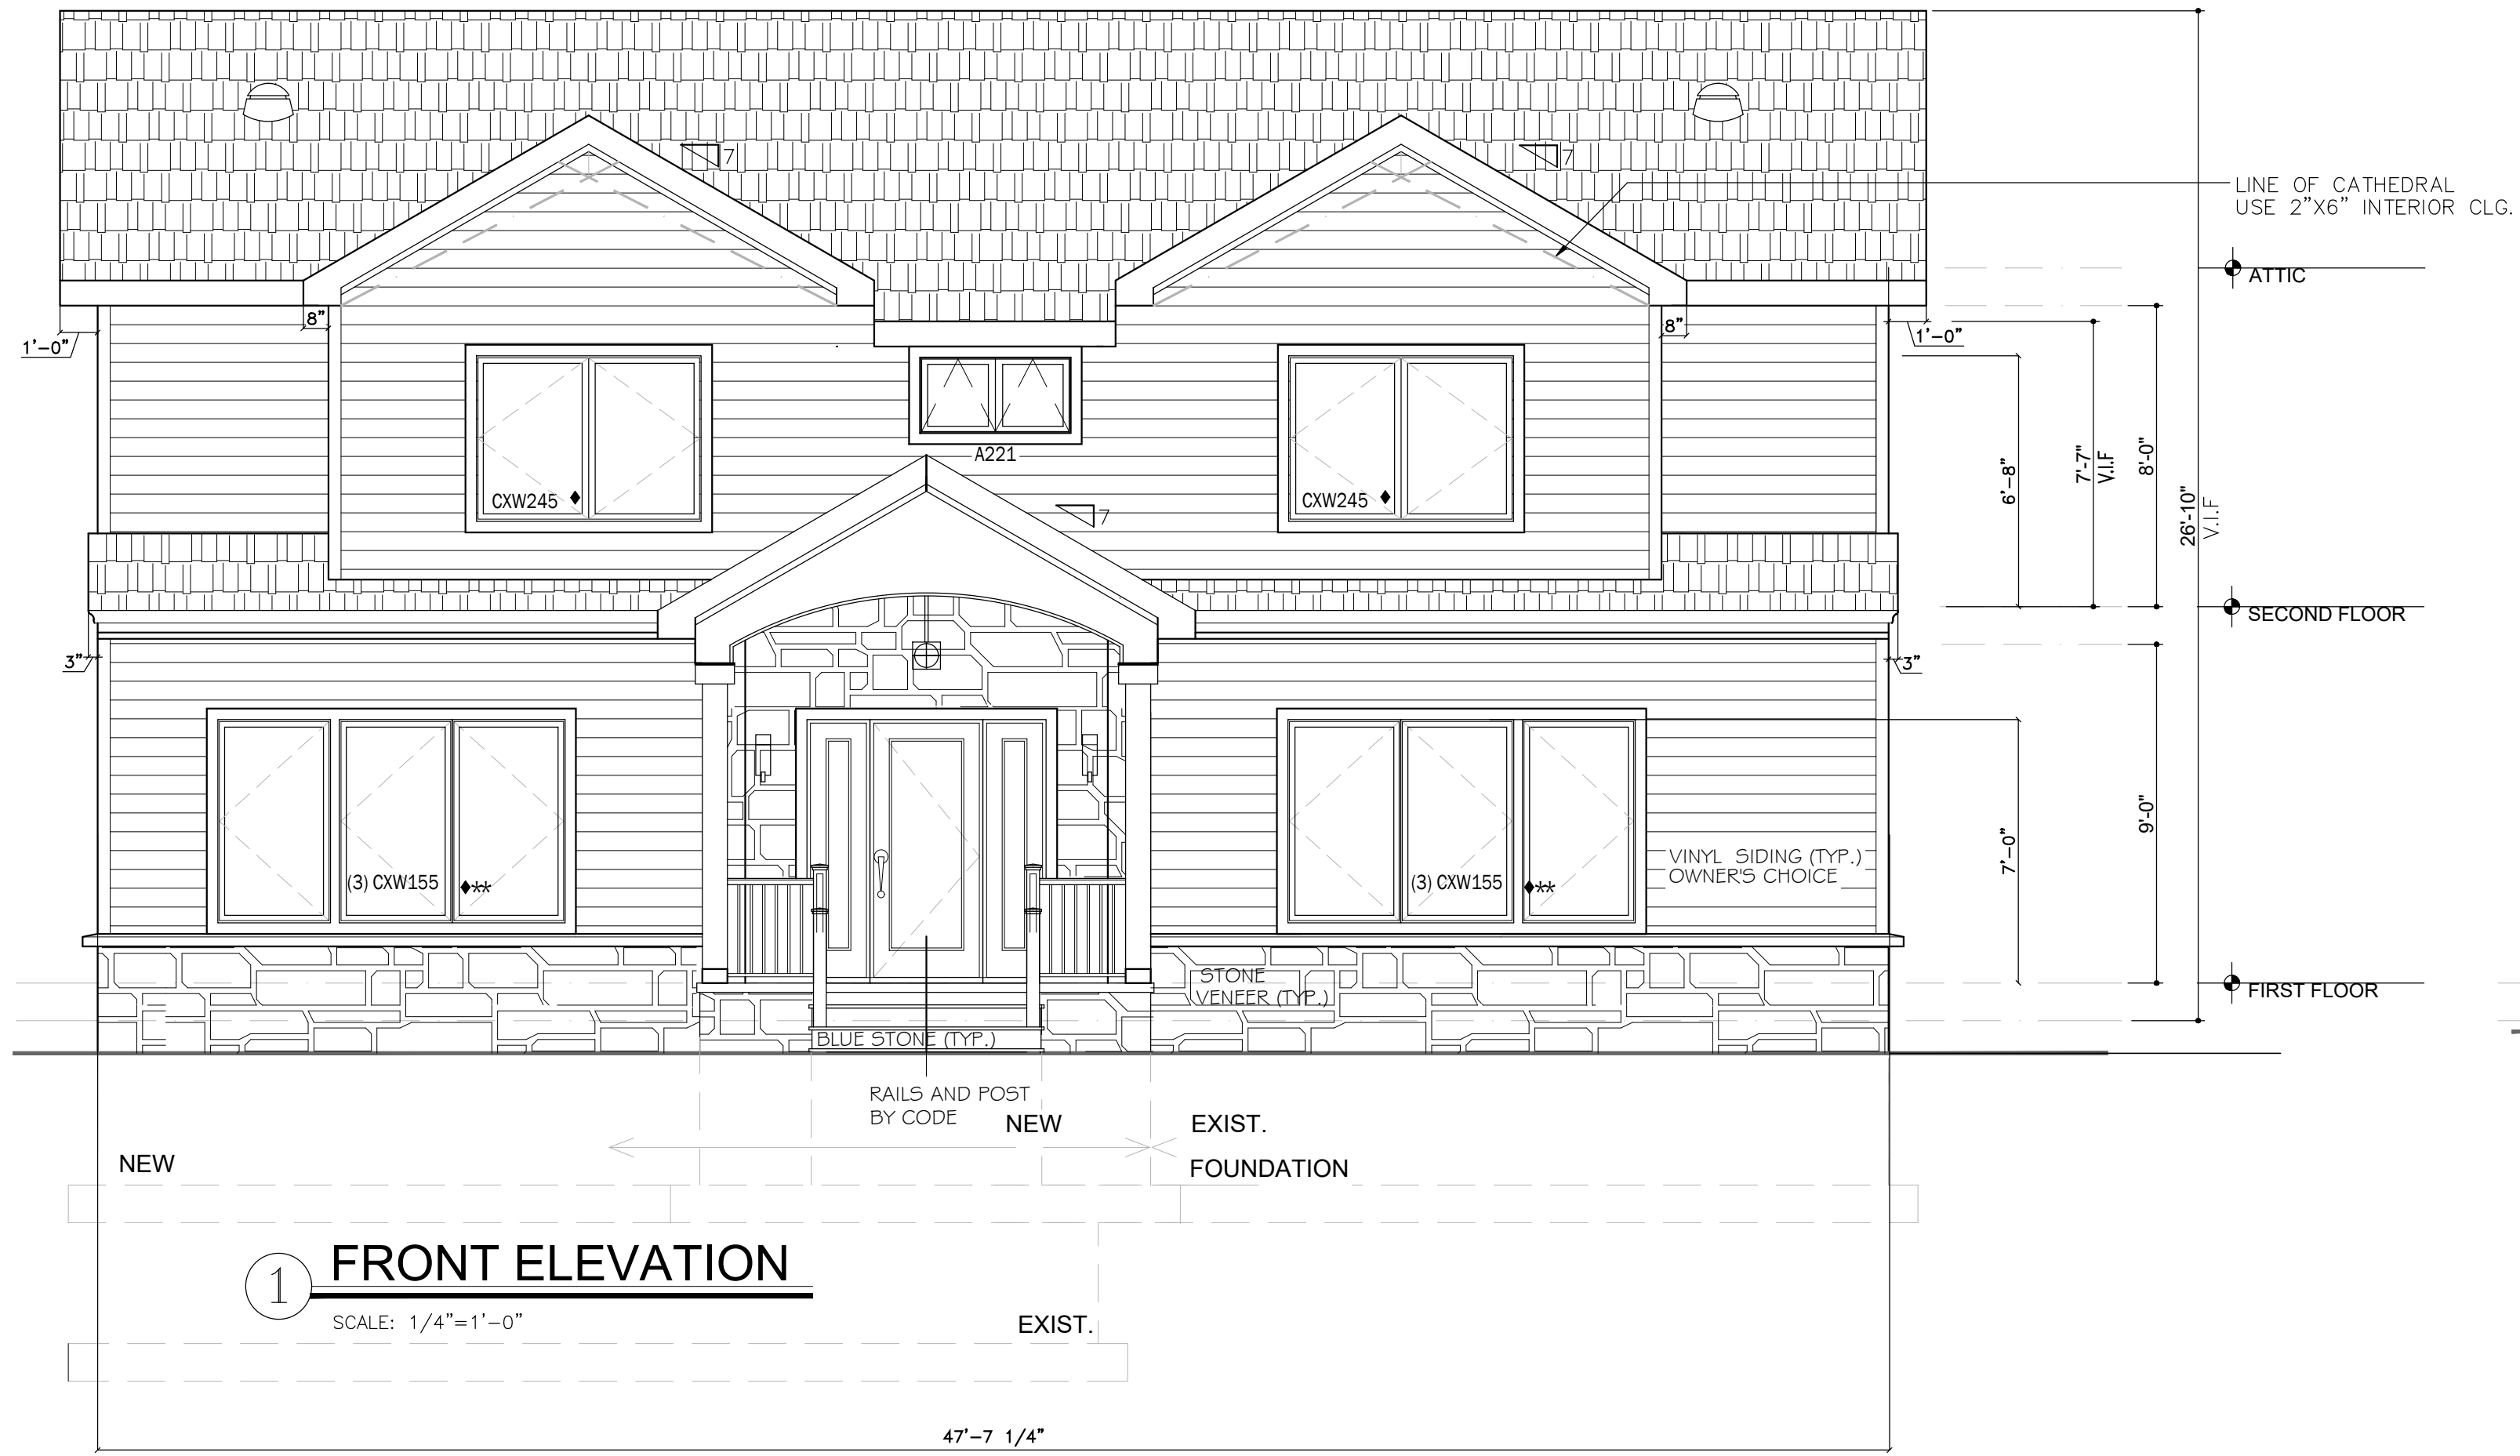 7
7
LINE OF CATHEDRAL
USE 2"X6" INTERIOR CLG.
ATTIC
8"
8"
1'-0"
1'-0"
A221
CXW245 ♦
CXW245 ♦
6'-8"
7'-7"
V.I.F
8'-0"
26'-10"
V.I.F
7
SECOND FLOOR
3"
3"
(3) CXW155 ♦**
(3) CXW155 ♦**
VINYL SIDING (TYP.)
OWNER'S CHOICE
7'-0"
9'-0"
STONE
VENEER (TYP.)
FIRST FLOOR
BLUE STONE (TYP.)
RAILS AND POST
BY CODE
NEW
EXIST.
NEW
FOUNDATION
1
FRONT ELEVATION
SCALE: 1/4"=1'-0"
EXIST.
47'-7 1/4"